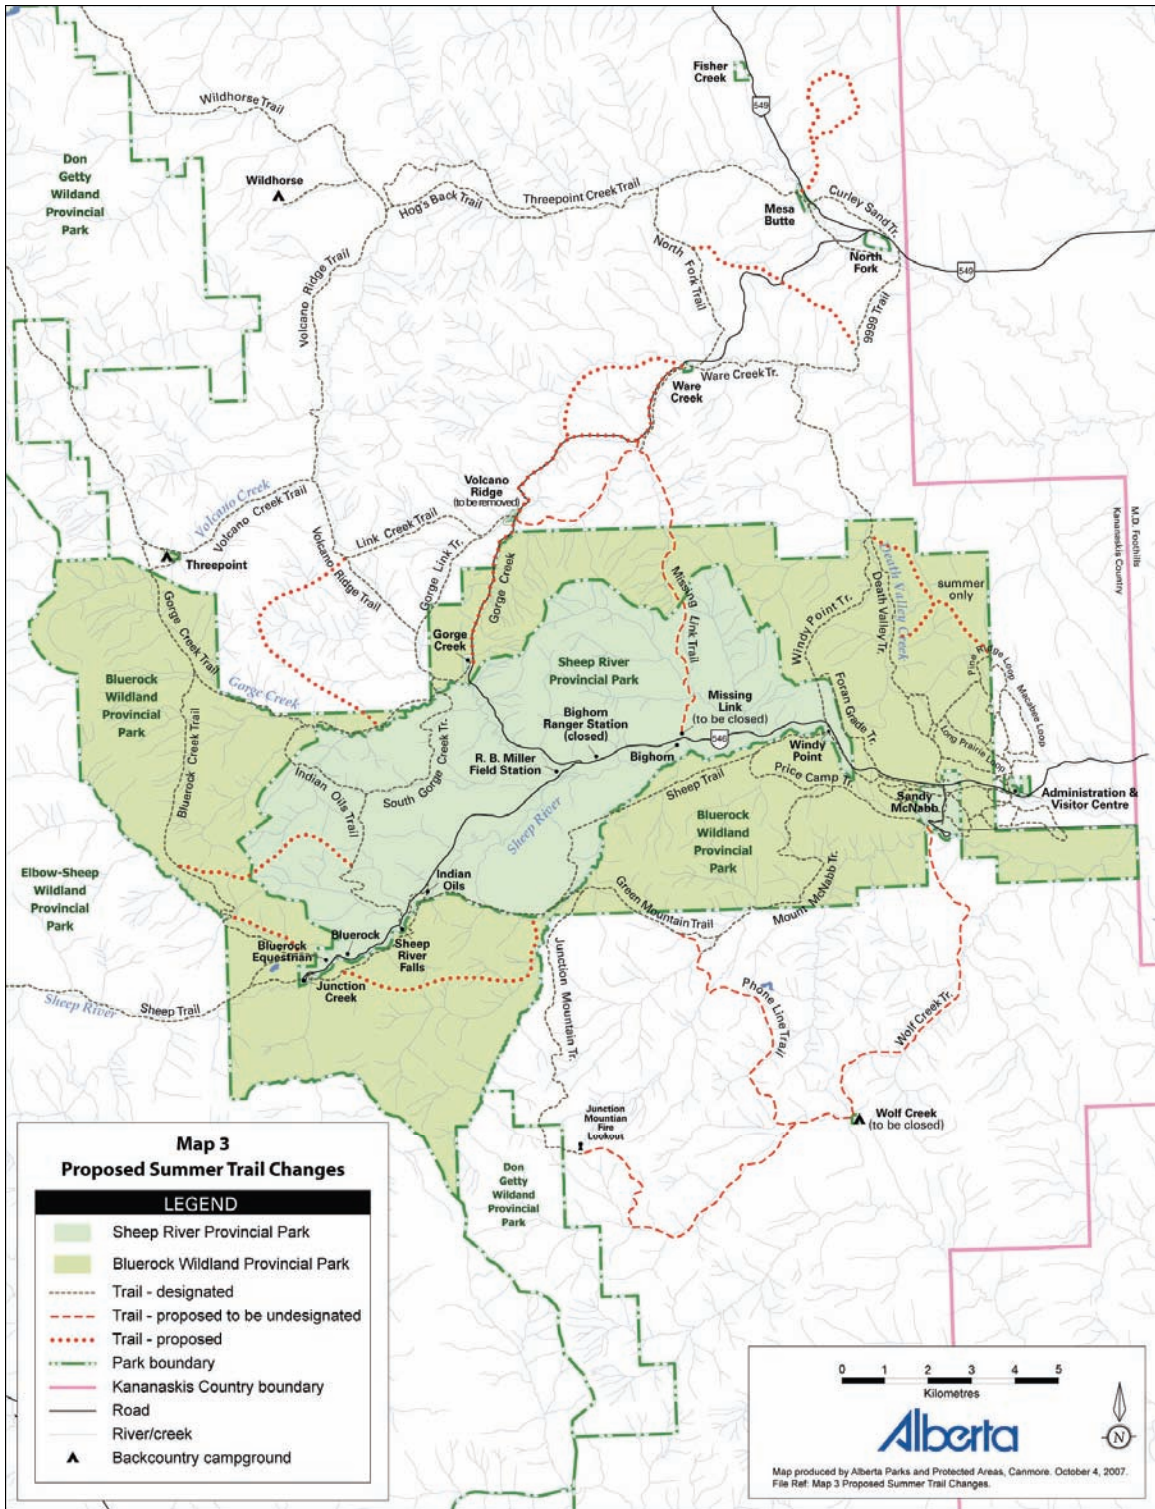 Fisher
Creek
549
Wildhorse Trail
Don
Getty
Wildland
Provincial
Park
Wildhorse
Hog's Back Trail
Threepoint Creek Trail
Mesa
Butte
Curley Sand Tr.
North
Fork
549
North Fork Trail
9999 Trail
Volcano Ridge Trail
Ware Creek Tr.
Ware
Creek
Volcano
Ridge
(to be removed)
Volcano Creek
Volcano Creek Trail
Link Creek Trail
Threepoint
Volcano Ridge Trail
Gorge Link Tr.
Gorge Creek
M.D. Foothills
Kananaskis Country
Death Valley Creek
Death Valley Tr.
summer
only
Missing Link Trail
Windy Point Tr.
Gorge Creek Trail
Gorge
Creek
Sheep River
Provincial Park
Pine Ridge Loop
Macabee Loop
Bluerock
Wildland
Provincial
Park
Gorge Creek
Foran Grade Tr.
Missing
Link
(to be closed)
Bighorn
Ranger Station
(closed)
546
Bluerock Creek Trail
South Gorge Creek Tr.
Indian Oils Trail
R. B. Miller
Field Station
Bighorn
Windy
Point
Long Prairie Loop
Sheep Trail
Price Camp Tr.
Sandy
McNabb
Administration &
Visitor Centre
Sheep River
Bluerock
Wildland
Provincial
Park
Elbow-Sheep
Wildland
Provincial
Park
Indian
Oils
Green Mountain Trail
Mount McNabb Tr.
Bluerock
Bluerock
Equestrian
Sheep
River
Falls
Junction
Creek
Junction Mountain Tr.
Sheep River
Sheep Trail
Phone Line Trail
Wolf Creek Tr.
Junction
Mountian
Fire
Lookout
Wolf Creek
(to be closed)
Don
Getty
Wildland
Provincial
Park
Map 3
Proposed Summer Trail Changes
LEGEND
Sheep River Provincial Park
Bluerock Wildland Provincial Park
Trail - designated
Trail - proposed to be undesignated
Trail - proposed
Park boundary
Kananaskis Country boundary
Road
River/creek
Backcountry campground
0 1 2 3 4 5
Kilometres
Alberta
N
Map produced by Alberta Parks and Protected Areas, Canmore. October 4, 2007.
File Ref: Map 3 Proposed Summer Trail Changes.